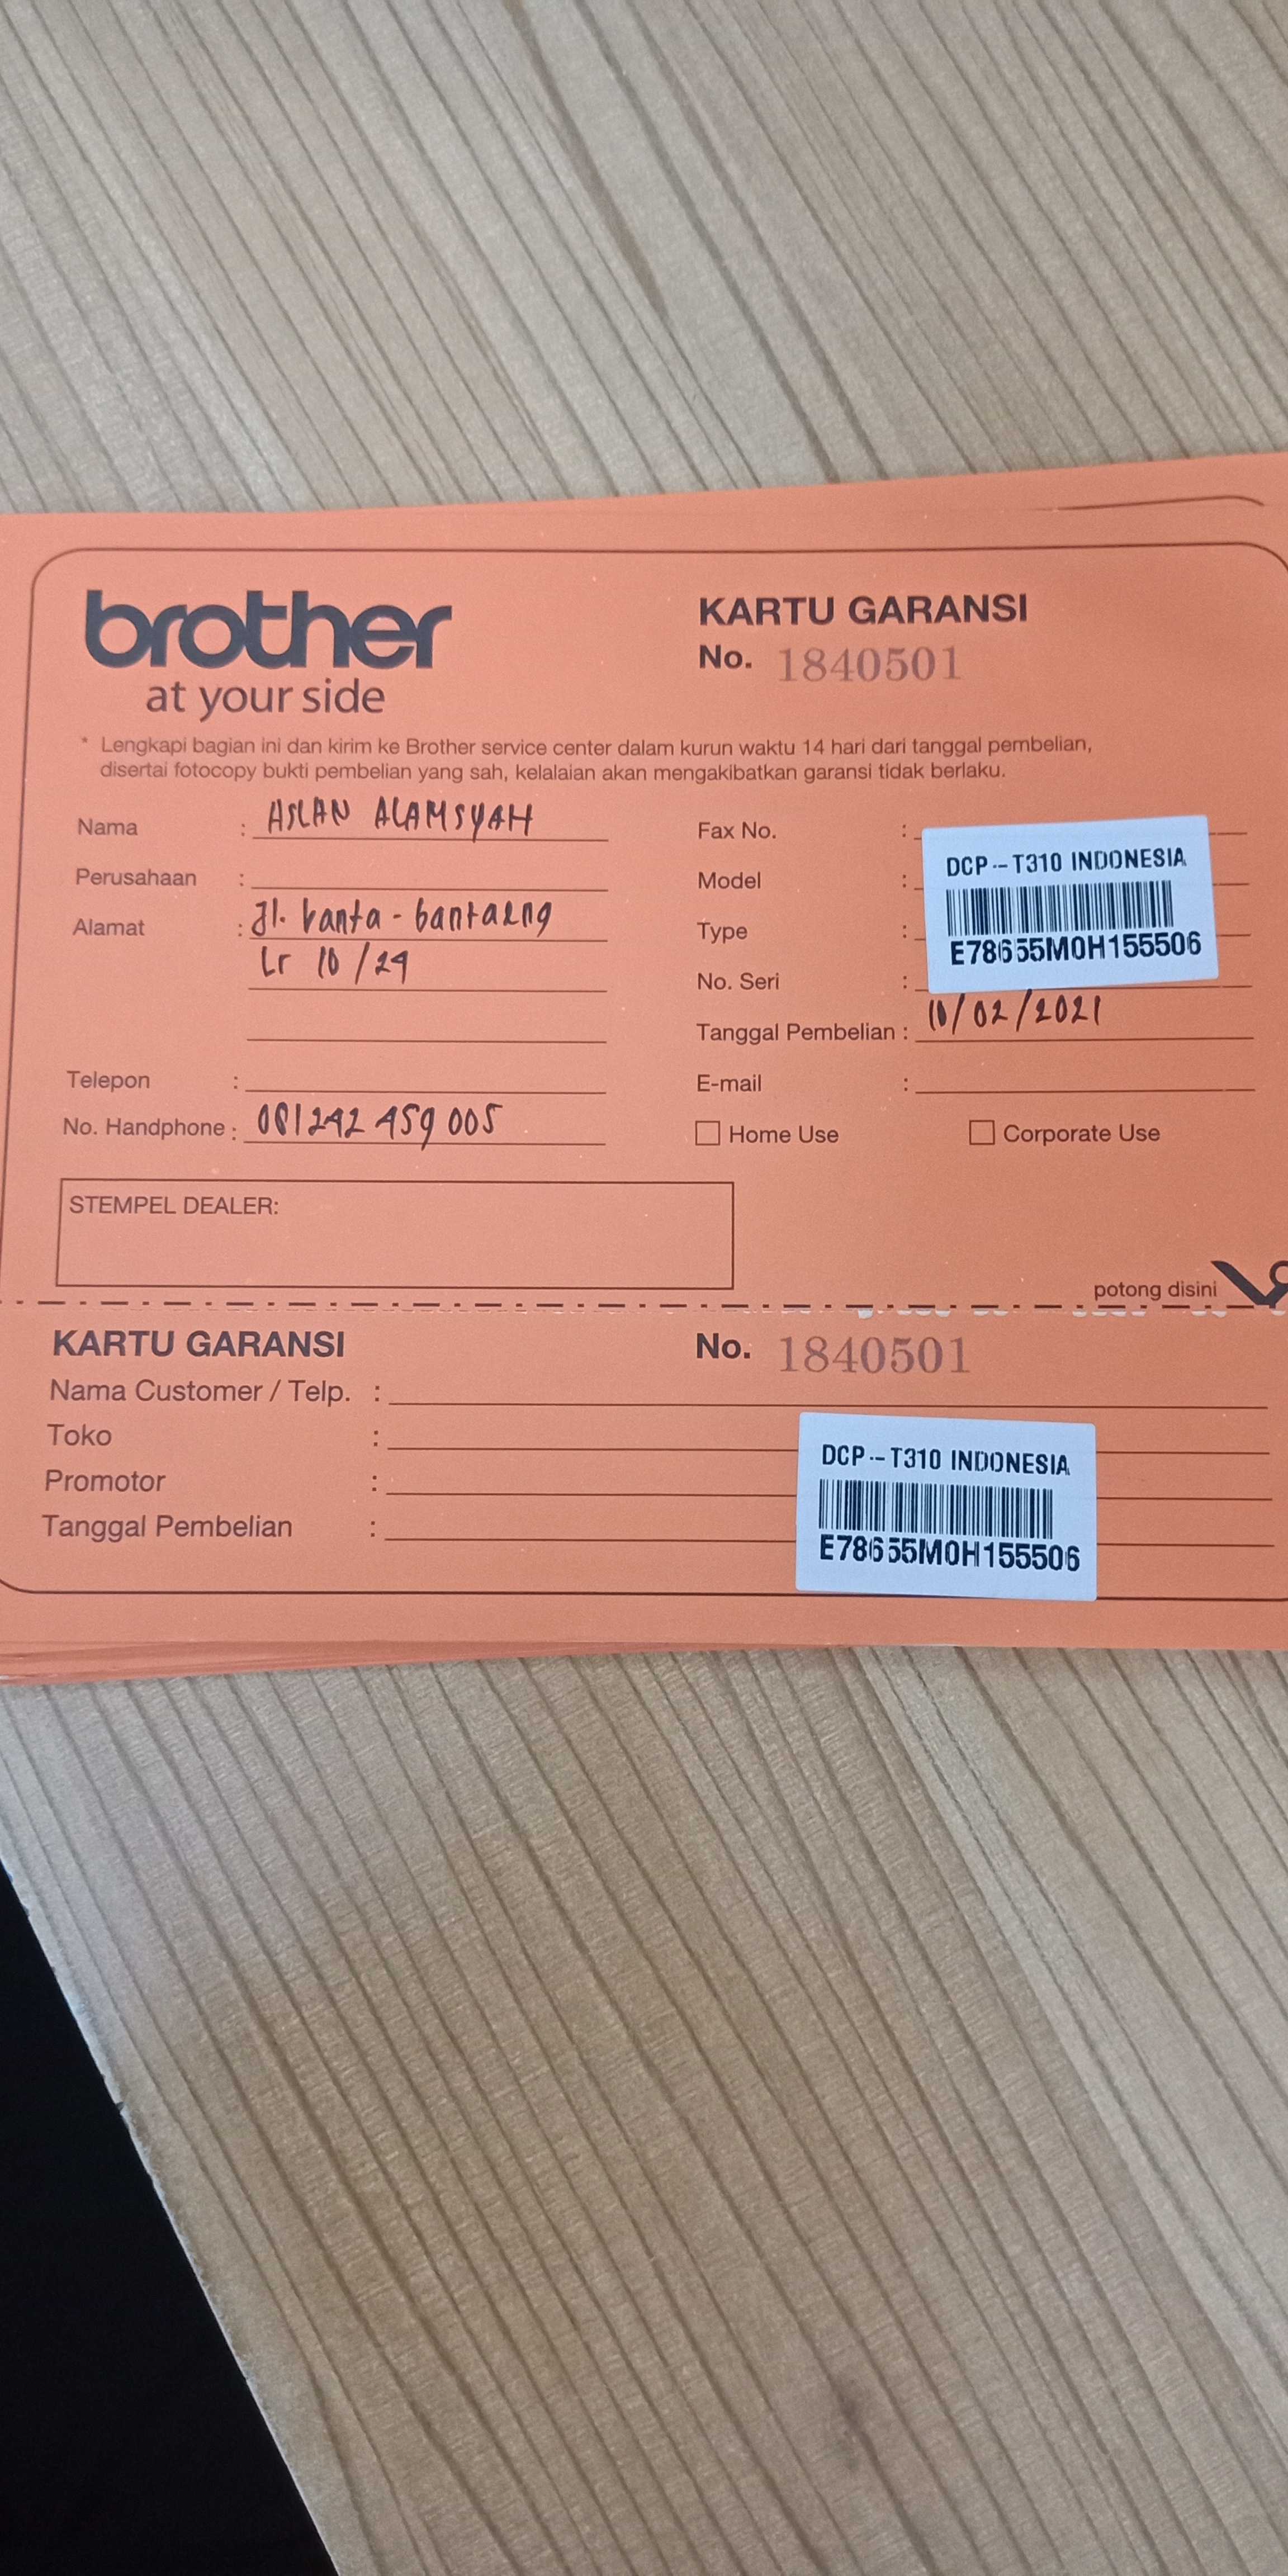 brother
at your side
KARTU GARANSI
No. 1840501
* Lengkapi bagian ini dan kirim ke Brother service center dalam kurun waktu 14 hari dari tanggal pembelian,
disertai fotocopy bukti pembelian yang sah, kelalaian akan mengakibatkan garansi tidak berlaku.
Nama : ASLAN ALAMSYAH
Perusahaan :
Alamat : Jl. banta - bantaeng
Lr 10 / 29
Telepon :
No. Handphone : 081242 459 005
Fax No. :
Model :
Type :
No. Seri :
DCP-T310 INDONESIA
E78655M0H155506
Tanggal Pembelian : 10/02/2021
E-mail :
Home Use
Corporate Use
STEMPEL DEALER:
potong disini
KARTU GARANSI
No. 1840501
Nama Customer / Telp. :
Toko :
Promotor :
Tanggal Pembelian :
DCP-T310 INDONESIA
E78655M0H155506